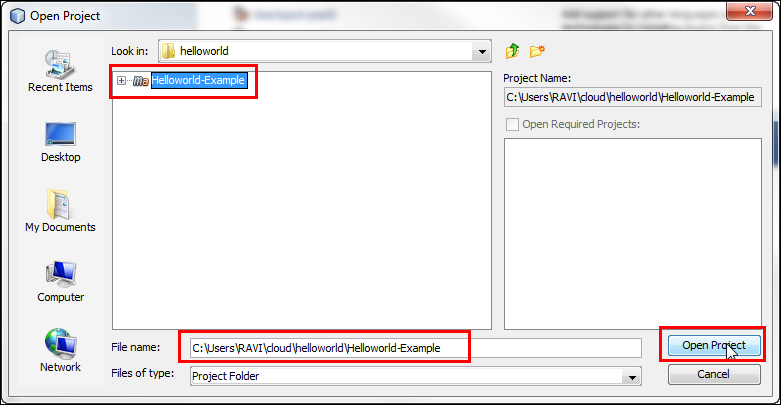 Open Project
Look in: helloworld
Recent Items
Desktop
My Documents
Computer
Network
Helloworld-Example
Project Name:
C:\Users\RAVI\cloud\helloworld\Helloworld-Example
Open Required Projects:
File name: C:\Users\RAVI\cloud\helloworld\Helloworld-Example
Open Project
Files of type: Project Folder
Cancel